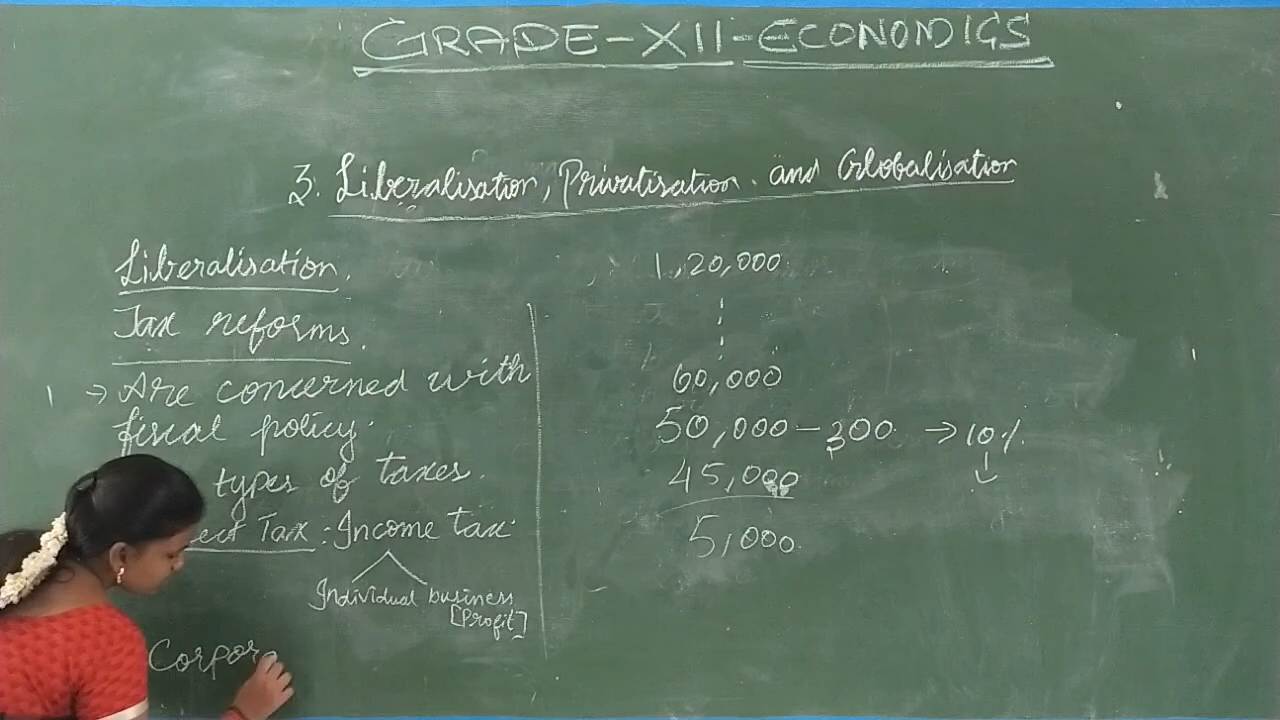 GRADE-XII-ECONOMICS
3. Liberalisation, Privatisation. and Globalisation
Liberalisation.
Tax reforms.
1 → Are concerned with
fiscal policy.
types of taxes.
ect Tax : Income tax.
Individual business
[Profit]
Corpor
1,20,000
60,000
50,000 – 300 → 10%
45,000
5,000